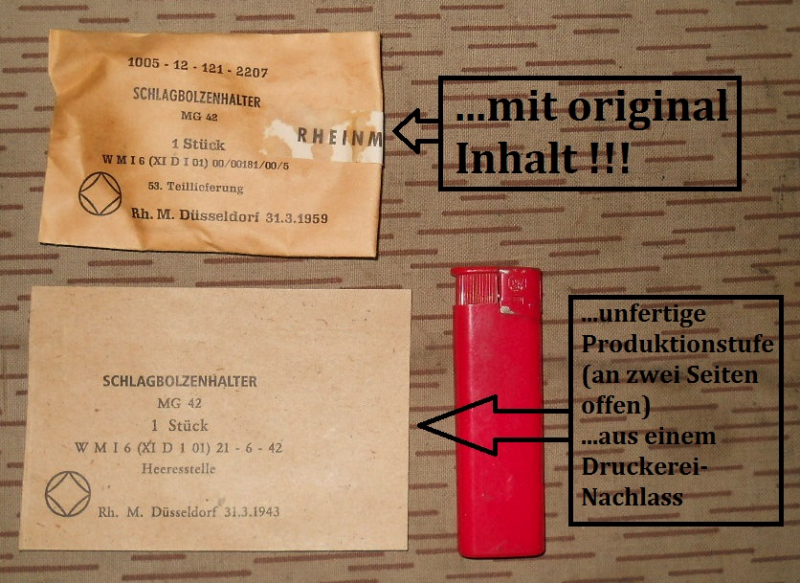 1005 - 12 - 121 - 2207
SCHLAGBOLZENHALTER
MG 42
1 Stück
RHEINM
W M I 6 (XI D I 01) 00/00181/00/5
53. Teillieferung
Rh. M. Düsseldorf 31.3.1959
...mit original
Inhalt !!!
SCHLAGBOLZENHALTER
MG 42
1 Stück
W M I 6 (XI D 1 01) 21 - 6 - 42
Heeresstelle
Rh. M. Düsseldorf 31.3.1943
...unfertige
Produktionstufe
(an zwei Seiten
offen)
...aus einem
Druckerei-
Nachlass